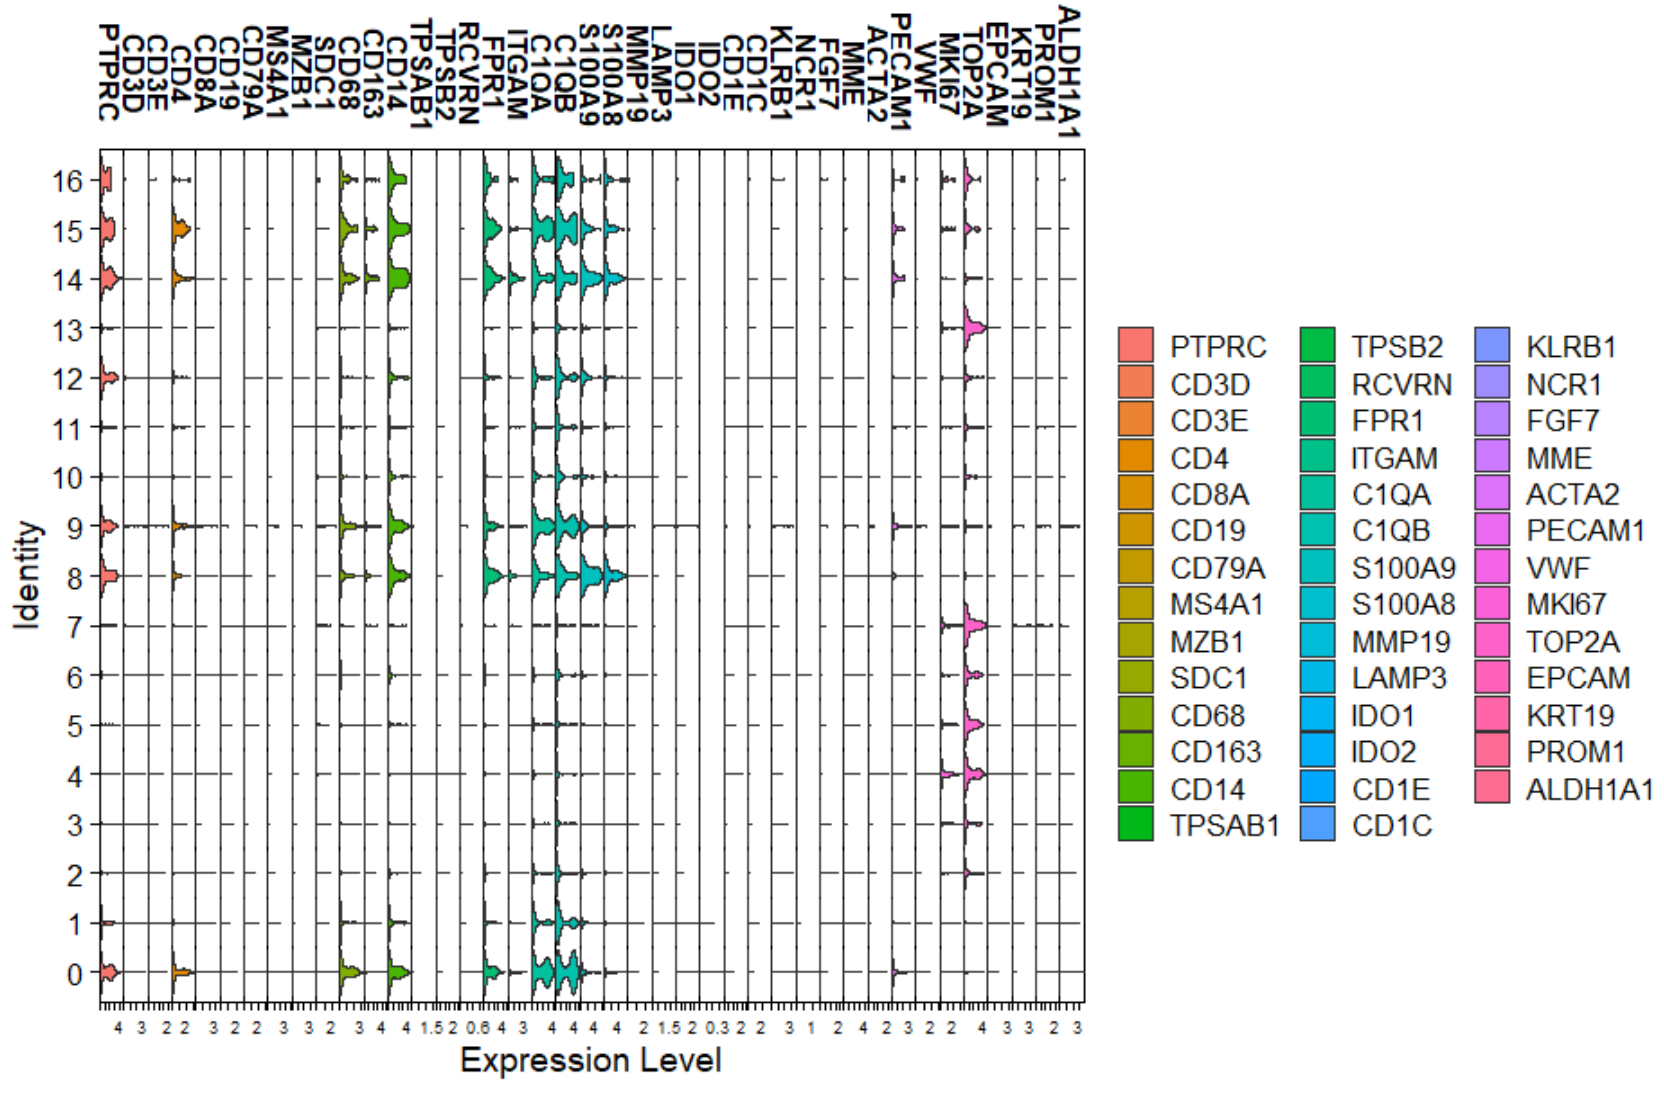 PTPRC
CD3D
CD3E
CD4
CD8A
CD19
CD79A
MS4A1
MZB1
SDC1
CD68
CD163
CD14
TPSAB1
TPSB2
RCVRN
FPR1
ITGAM
C1QA
C1QB
S100A9
S100A8
MMP19
LAMP3
IDO1
IDO2
CD1E
CD1C
KLRB1
NCR1
FGF7
MME
ACTA2
PECAM1
VWF
MKI67
TOP2A
EPCAM
KRT19
PROM1
ALDH1A1
16
15
14
13
12
11
10
9
8
7
6
5
4
3
2
1
0
Identity
4 3 2 2 3 2 2 3 3 2 3 4 4 1.5 2 0.6 4 3 4 4 4 4 2 1.5 2 0.3 2 2 3 1 2 4 2 3 2 2 4 3 3 2 3
Expression Level
PTPRC TPSB2 KLRB1
CD3D RCVRN NCR1
CD3E FPR1 FGF7
CD4 ITGAM MME
CD8A C1QA ACTA2
CD19 C1QB PECAM1
CD79A S100A9 VWF
MS4A1 S100A8 MKI67
MZB1 MMP19 TOP2A
SDC1 LAMP3 EPCAM
CD68 IDO1 KRT19
CD163 IDO2 PROM1
CD14 CD1E ALDH1A1
TPSAB1 CD1C